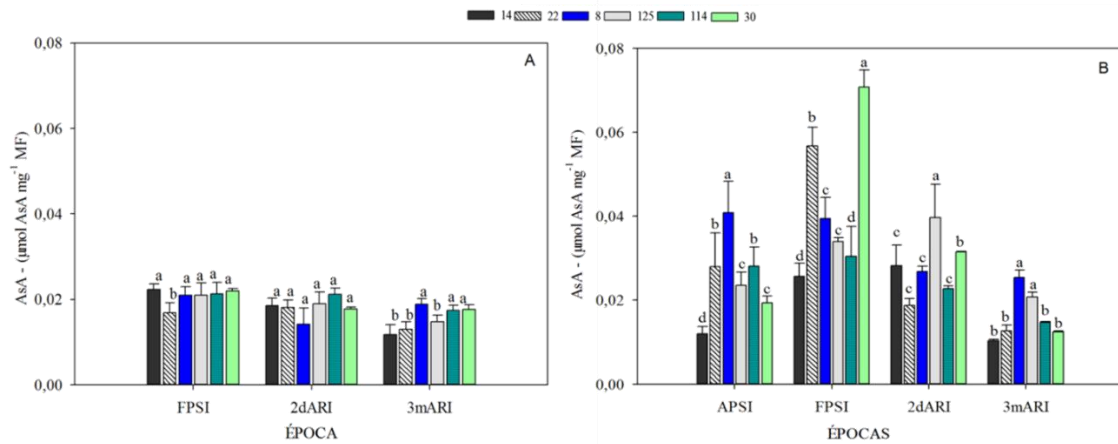 14 22 8 125 114 30
A
AsA - (µmol AsA mg⁻¹ MF)
0,08
0,06
0,04
0,02
0,00
a b a a a a
a a a a a a
b b a b a a
FPSI 2dARI 3mARI
ÉPOCA
B
AsA - (µmol AsA mg⁻¹ MF)
0,08
0,06
0,04
0,02
0,00
d b a c b c
d b c c d a
c c b a c b
b b a a b b
APSI FPSI 2dARI 3mARI
ÉPOCAS